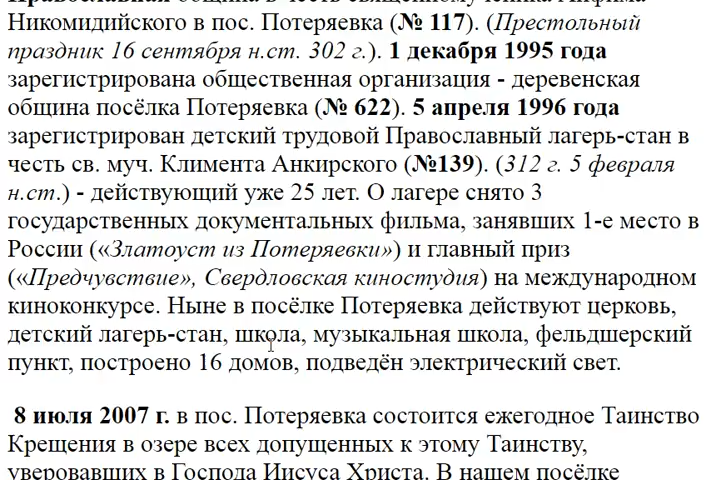 Православная община в честь священномученика Анфима
Никомидийского в пос. Потеряевка (№ 117). (Престольный
праздник 16 сентября н.ст. 302 г.). 1 декабря 1995 года
зарегистрирована общественная организация - деревенская
община посёлка Потеряевка (№ 622). 5 апреля 1996 года
зарегистрирован детский трудовой Православный лагерь-стан в
честь св. муч. Климента Анкирского (№139). (312 г. 5 февраля
н.ст.) - действующий уже 25 лет. О лагере снято 3
государственных документальных фильма, занявших 1-е место в
России («Златоуст из Потеряевки») и главный приз
(«Предчувствие», Свердловская киностудия) на международном
киноконкурсе. Ныне в посёлке Потеряевка действуют церковь,
детский лагерь-стан, школа, музыкальная школа, фельдшерский
пункт, построено 16 домов, подведён электрический свет.
8 июля 2007 г. в пос. Потеряевка состоится ежегодное Таинство
Крещения в озере всех допущенных к этому Таинству,
уверовавших в Господа Иисуса Христа. В нашем посёлке